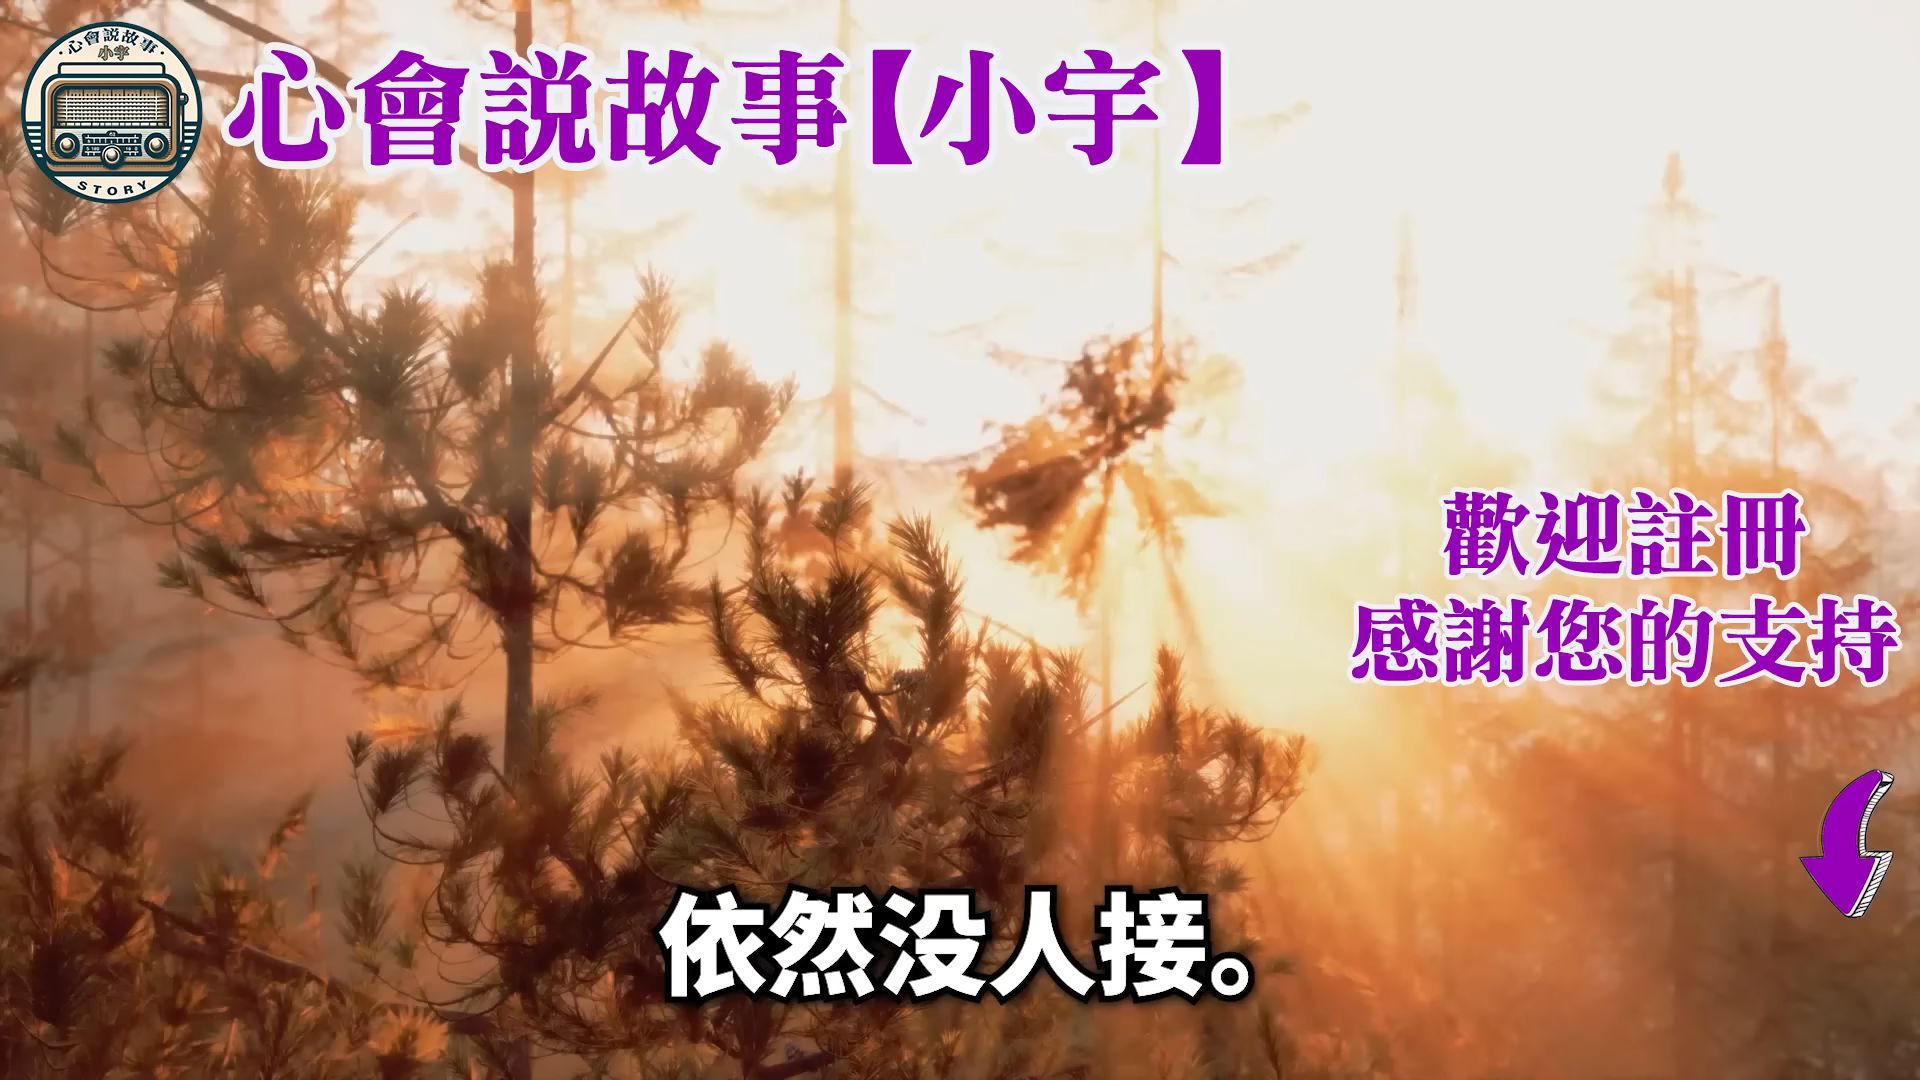 ·心會説故事·
小宇
STORY
心會説故事【小宇】
歡迎註冊
感謝您的支持
依然没人接。